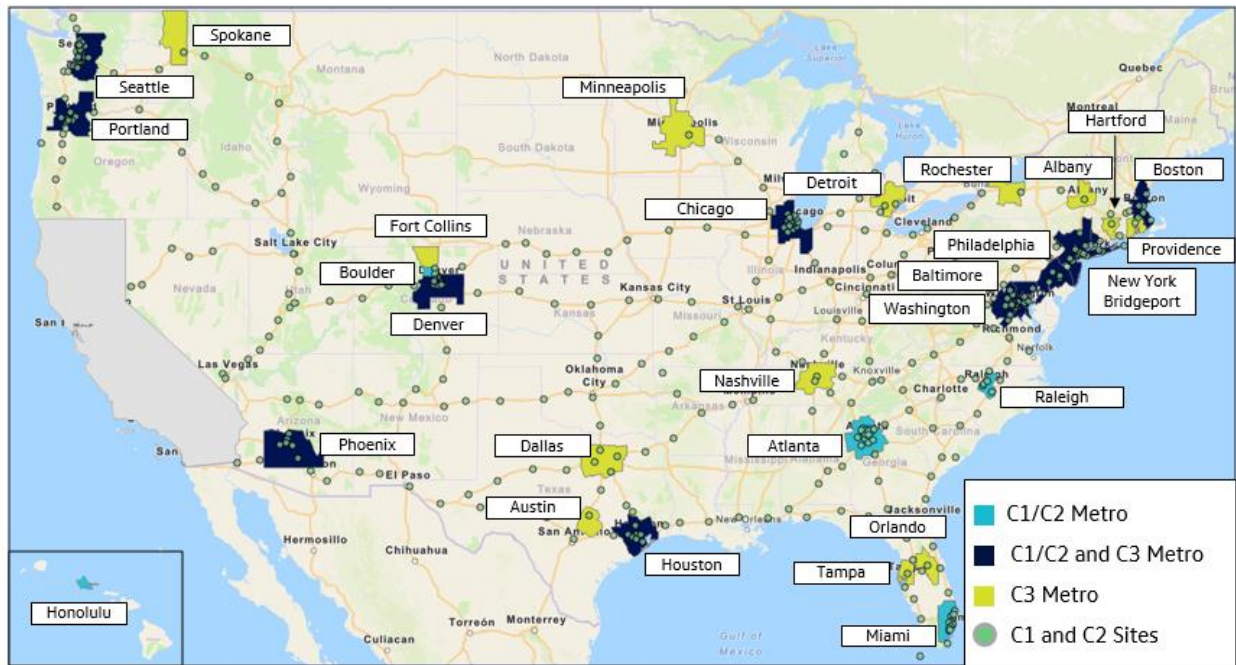 Spokane
Seattle
Portland
Montana
North Dakota
Lake
Superior
Minneapolis
Quebec
Montreal
Maine
Hartford
Oregon
Idaho
South Dakota
Wisconsin
Lake
Huron
Rochester
Albany
Boston
Detroit
Wyoming
Chicago
Cleveland
Fort Collins
Nebraska
Philadelphia
Providence
Salt Lake City
Boulder
UNITED
STATES
Illinois
Indianapolis
Baltimore
New York
Bridgeport
Nevada
Utah
Denver
Kansas City
Kansas
St Louis
Missouri
Cincinnati
Louisville
Washington
Richmond
Norfolk
Kentucky
Las Vegas
Oklahoma
City
Nashville
Knoxville
Charlotte
Raleigh
Arizona
New Mexico
Arkansas
South Carolina
Phoenix
Dallas
Atlanta
Mississippi
Alabama
Georgia
El Paso
Texas
Austin
New Orleans
Jacksonville
Hermosillo
Chihuahua
Houston
Orlando
Tampa
Honolulu
Torreón
Monterrey
Culiacan
Gulf of
Mexico
Miami
C1/C2 Metro
C1/C2 and C3 Metro
C3 Metro
C1 and C2 Sites